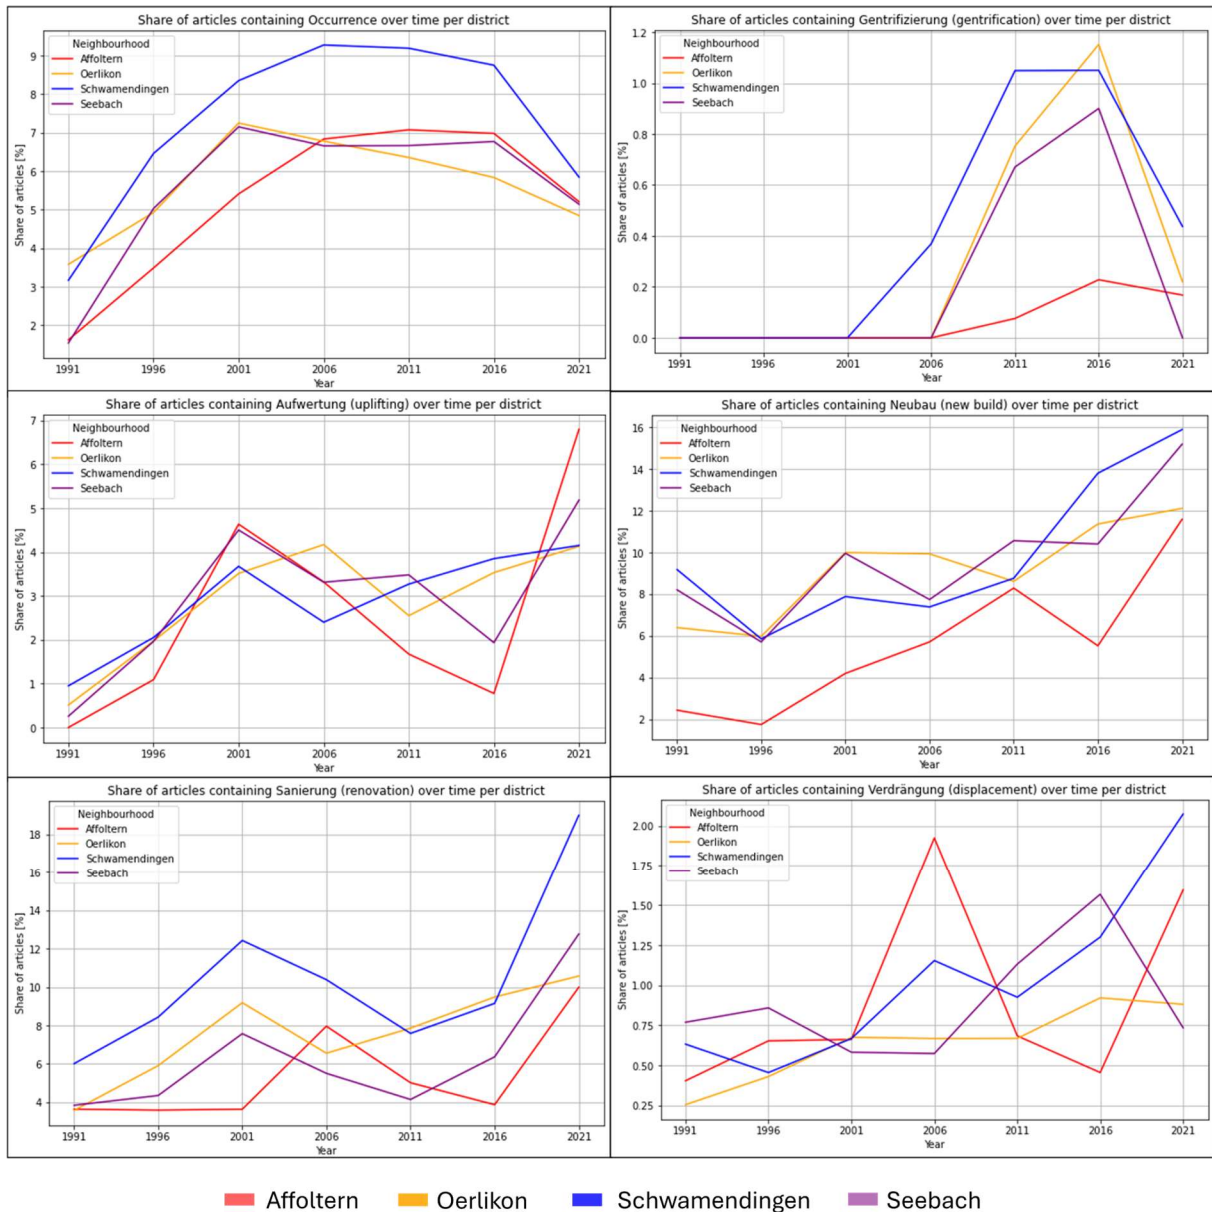 Share of articles containing Occurrence over time per district
Neighbourhood
Affoltern
Oerlikon
Schwamendingen
Seebach
Share of articles [%]
9
8
7
6
5
4
3
2
1991 1996 2001 2006 2011 2016 2021
Year
Share of articles containing Gentrifizierung (gentrification) over time per district
Neighbourhood
Affoltern
Oerlikon
Schwamendingen
Seebach
Share of articles [%]
1.2
1.0
0.8
0.6
0.4
0.2
0.0
1991 1996 2001 2006 2011 2016 2021
Year
Share of articles containing Aufwertung (uplifting) over time per district
Neighbourhood
Affoltern
Oerlikon
Schwamendingen
Seebach
Share of articles [%]
7
6
5
4
3
2
1
0
1991 1996 2001 2006 2011 2016 2021
Year
Share of articles containing Neubau (new build) over time per district
Neighbourhood
Affoltern
Oerlikon
Schwamendingen
Seebach
Share of articles [%]
16
14
12
10
8
6
4
2
1991 1996 2001 2006 2011 2016 2021
Year
Share of articles containing Sanierung (renovation) over time per district
Neighbourhood
Affoltern
Oerlikon
Schwamendingen
Seebach
Share of articles [%]
18
16
14
12
10
8
6
4
1991 1996 2001 2006 2011 2016 2021
Year
Share of articles containing Verdrängung (displacement) over time per district
Neighbourhood
Affoltern
Oerlikon
Schwamendingen
Seebach
Share of articles [%]
2.00
1.75
1.50
1.25
1.00
0.75
0.50
0.25
1991 1996 2001 2006 2011 2016 2021
Year
Affoltern Oerlikon Schwamendingen Seebach